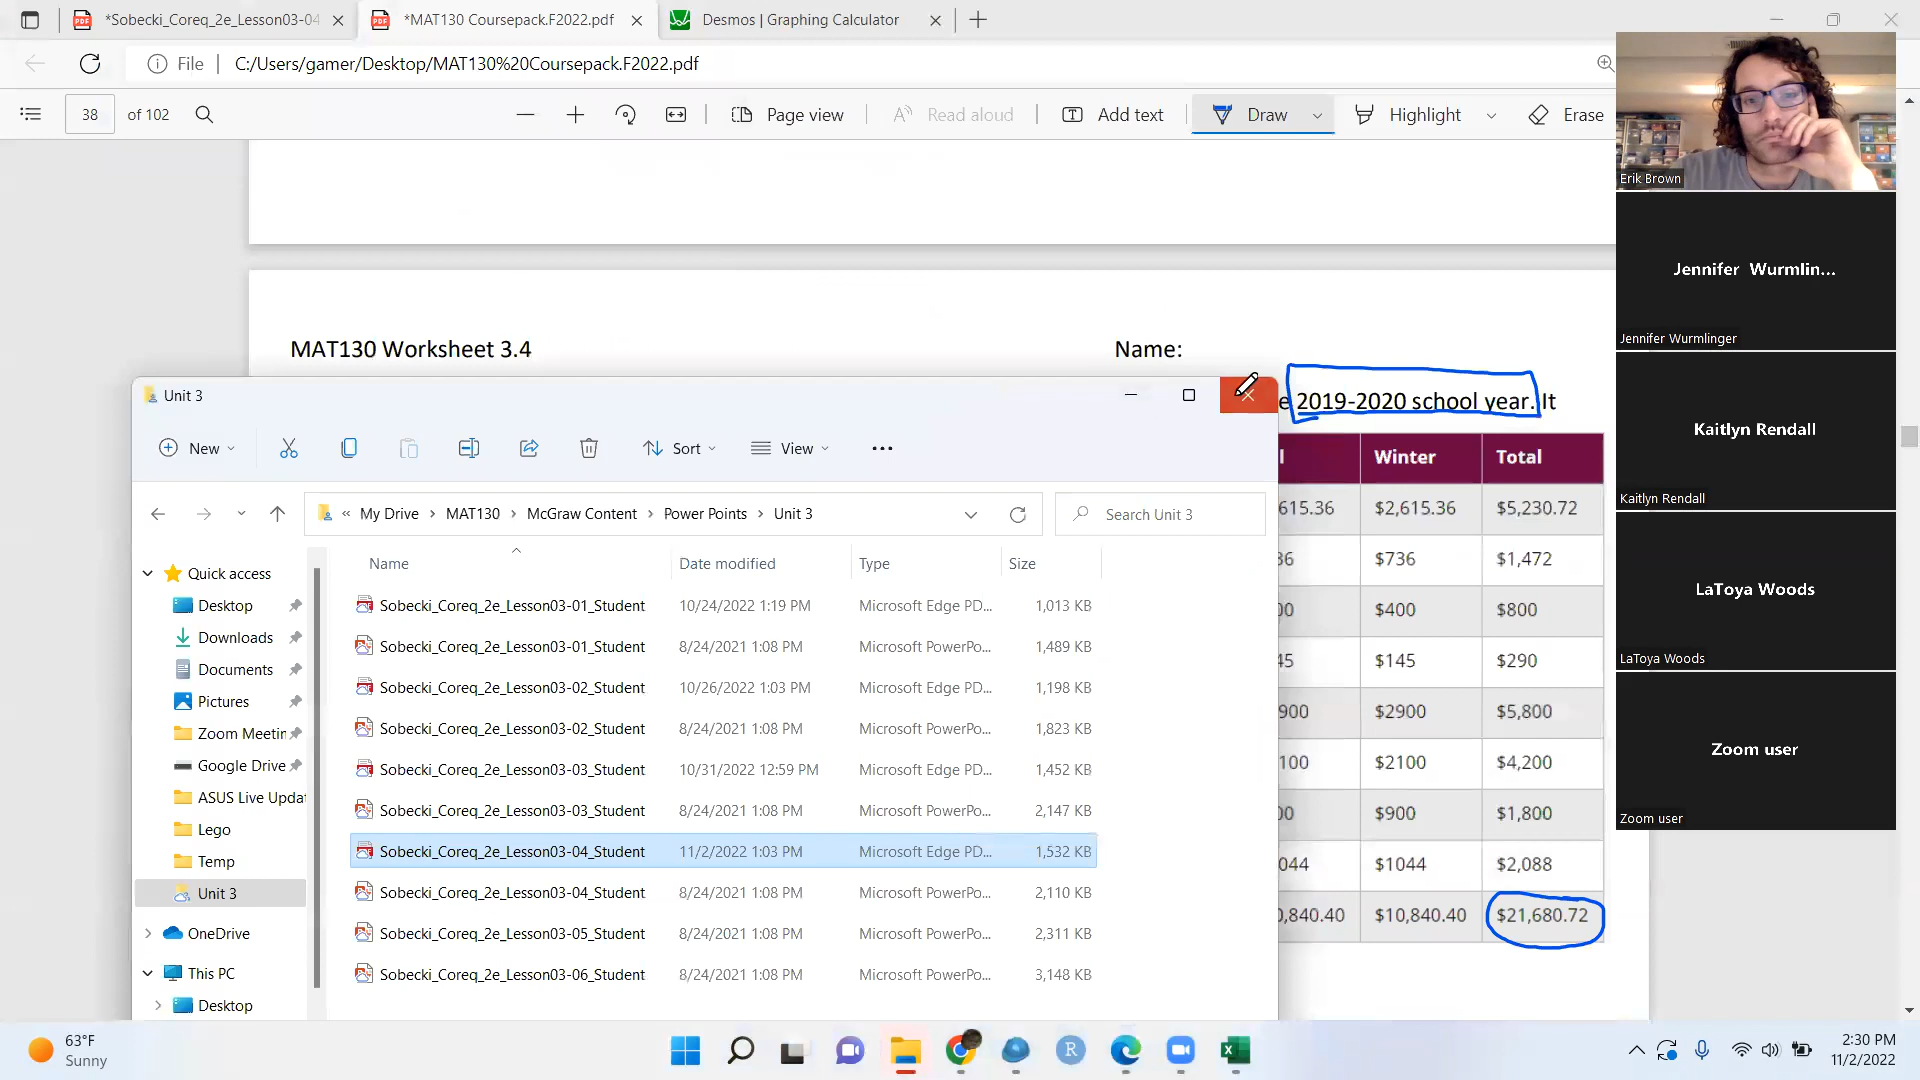 *Sobecki_Coreq_2e_Lesson03-04
*MAT130 Coursepack.F2022.pdf
Desmos | Graphing Calculator
File
C:/Users/gamer/Desktop/MAT130%20Coursepack.F2022.pdf
38
of 102
Page view
Read aloud
Add text
Draw
Highlight
Erase
MAT130 Worksheet 3.4
Name:
2019-2020 school year. It
Winter
Total
615.36
$2,615.36
$5,230.72
36
$736
$1,472
00
$400
$800
45
$145
$290
900
$2900
$5,800
100
$2100
$4,200
00
$900
$1,800
044
$1044
$2,088
0,840.40
$10,840.40
$21,680.72
Unit 3
New
Sort
View
My Drive
MAT130
McGraw Content
Power Points
Unit 3
Search Unit 3
Name
Date modified
Type
Size
Sobecki_Coreq_2e_Lesson03-01_Student
10/24/2022 1:19 PM
Microsoft Edge PD...
1,013 KB
Sobecki_Coreq_2e_Lesson03-01_Student
8/24/2021 1:08 PM
Microsoft PowerPo...
1,489 KB
Sobecki_Coreq_2e_Lesson03-02_Student
10/26/2022 1:03 PM
Microsoft Edge PD...
1,198 KB
Sobecki_Coreq_2e_Lesson03-02_Student
8/24/2021 1:08 PM
Microsoft PowerPo...
1,823 KB
Sobecki_Coreq_2e_Lesson03-03_Student
10/31/2022 12:59 PM
Microsoft Edge PD...
1,452 KB
Sobecki_Coreq_2e_Lesson03-03_Student
8/24/2021 1:08 PM
Microsoft PowerPo...
2,147 KB
Sobecki_Coreq_2e_Lesson03-04_Student
11/2/2022 1:03 PM
Microsoft Edge PD...
1,532 KB
Sobecki_Coreq_2e_Lesson03-04_Student
8/24/2021 1:08 PM
Microsoft PowerPo...
2,110 KB
Sobecki_Coreq_2e_Lesson03-05_Student
8/24/2021 1:08 PM
Microsoft PowerPo...
2,311 KB
Sobecki_Coreq_2e_Lesson03-06_Student
8/24/2021 1:08 PM
Microsoft PowerPo...
3,148 KB
Quick access
Desktop
Downloads
Documents
Pictures
Zoom Meetin
Google Drive
ASUS Live Updat
Lego
Temp
Unit 3
OneDrive
This PC
Desktop
Erik Brown
Jennifer Wurmlin...
Jennifer Wurmlinger
Kaitlyn Rendall
Kaitlyn Rendall
LaToya Woods
LaToya Woods
Zoom user
Zoom user
63°F
Sunny
2:30 PM
11/2/2022